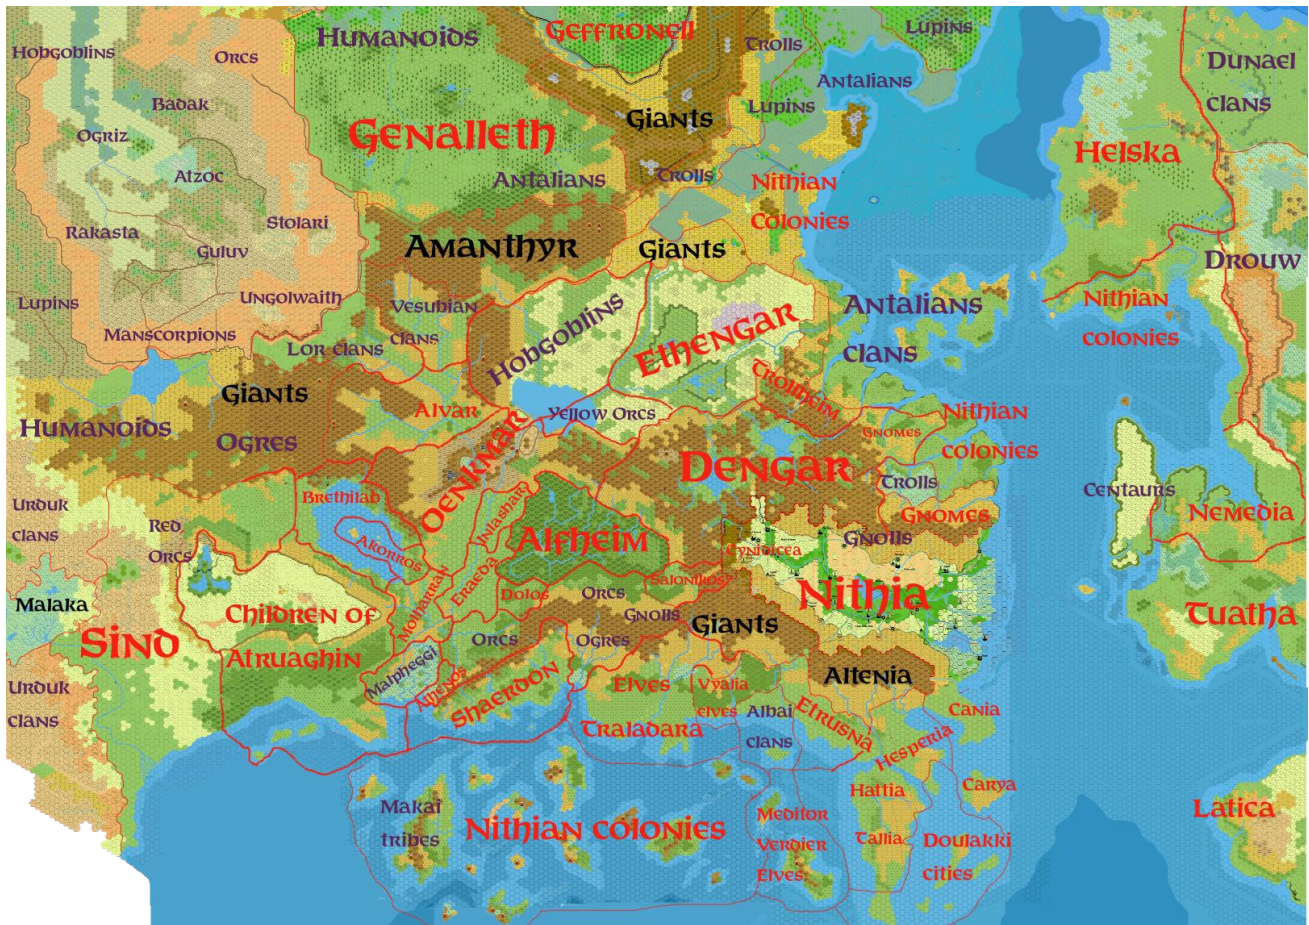 Humanoids
Geffronell
Trolls
Lupins
Hobgoblins
Orcs
Dunael
clans
Antalians
Badak
Lupins
Giants
Ogriz
Genalleth
Helska
Atzoc
Antalians
Trolls
Nithian
colonies
Stolari
Rakasta
Guluv
Amanthyr
Giants
Drouw
Lupins
Ungolwaith
Vesubian
clans
Hobgoblins
Ethengar
Antalians
clans
Nithian
colonies
Manscorpions
Lor clans
Giants
Trollheim
Alvar
Yellow Orcs
Nithian
colonies
Humanoids
Ogres
Gnomes
Oenkmar
Dengar
Trolls
Centaurs
Brethiliad
Urduk
clans
Red
Orcs
Gnomes
Nemedia
Akorros
Alfheim
Gnolls
Cynidicea
Eraeda
Salonikos
Malaka
Children of
Dolos
Orcs
Nithia
Tuatha
Gnolls
Giants
Sind
Orcs
Ogres
Atruaghin
Malpheggi
Altenia
Urduk
clans
Shaerdon
Elves
Vyalia
elves
Albai
clans
Etrusna
Cania
Traladara
Hesperia
Hattia
Carya
Makai
tribes
Nithian colonies
Meditor
Verdier
Elves
Tallia
Doulakki
cities
Latica